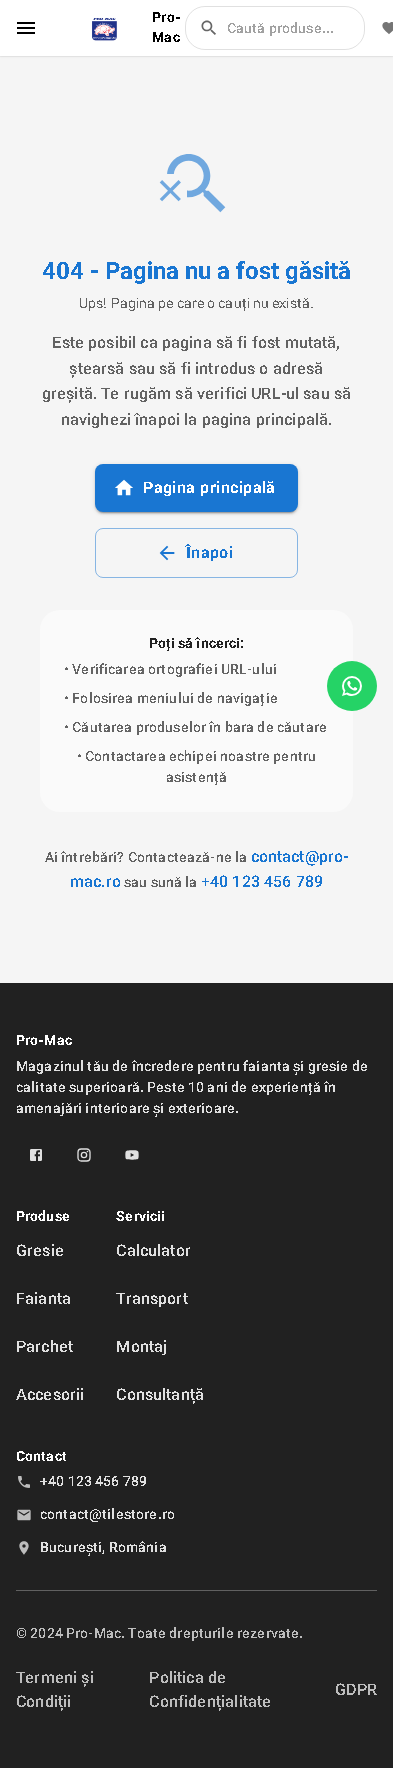 PRO MAC
Pro-
Mac
Caută produse...
404 - Pagina nu a fost găsită
Ups! Pagina pe care o cauți nu există.
Este posibil ca pagina să fi fost mutată,
ștearsă sau să fi introdus o adresă
greșită. Te rugăm să verifici URL-ul sau să
navighezi înapoi la pagina principală.
Pagina principală
Înapoi
Poți să încerci:
• Verificarea ortografiei URL-ului
• Folosirea meniului de navigație
• Căutarea produselor în bara de căutare
• Contactarea echipei noastre pentru
asistență
Ai întrebări? Contactează-ne la contact@pro-
mac.ro sau sună la +40 123 456 789
Pro-Mac
Magazinul tău de încredere pentru faianta și gresie de
calitate superioară. Peste 10 ani de experiență în
amenajări interioare și exterioare.
Produse
Gresie
Faianta
Parchet
Accesorii
Servicii
Calculator
Transport
Montaj
Consultanță
Contact
+40 123 456 789
contact@tilestore.ro
București, România
© 2024 Pro-Mac. Toate drepturile rezervate.
Termeni și
Condiții
Politica de
Confidențialitate
GDPR